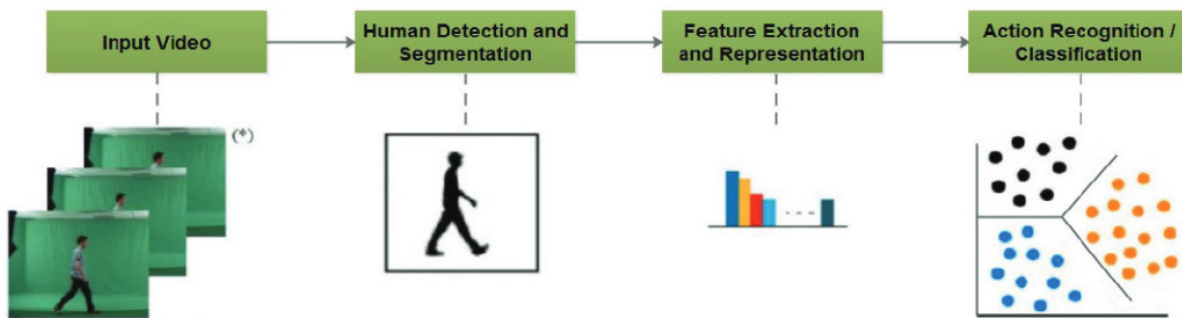 Input Video
Human Detection and
Segmentation
Feature Extraction
and Representation
Action Recognition /
Classification
(*)